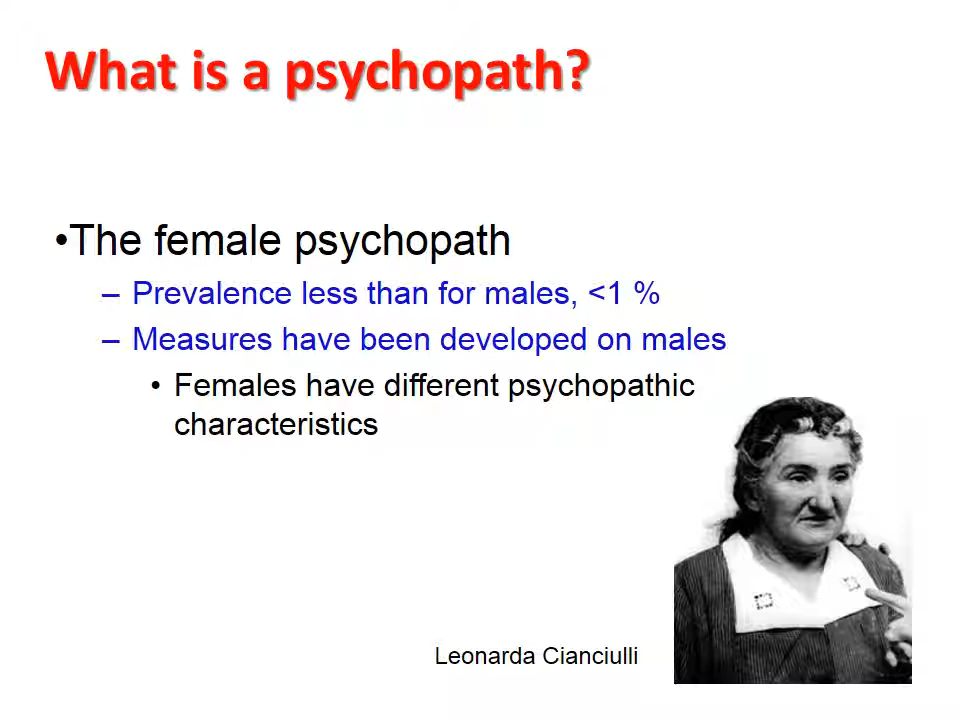 What is a psychopath?
•The female psychopath
– Prevalence less than for males, <1 %
– Measures have been developed on males
• Females have different psychopathic
characteristics
Leonarda Cianciulli